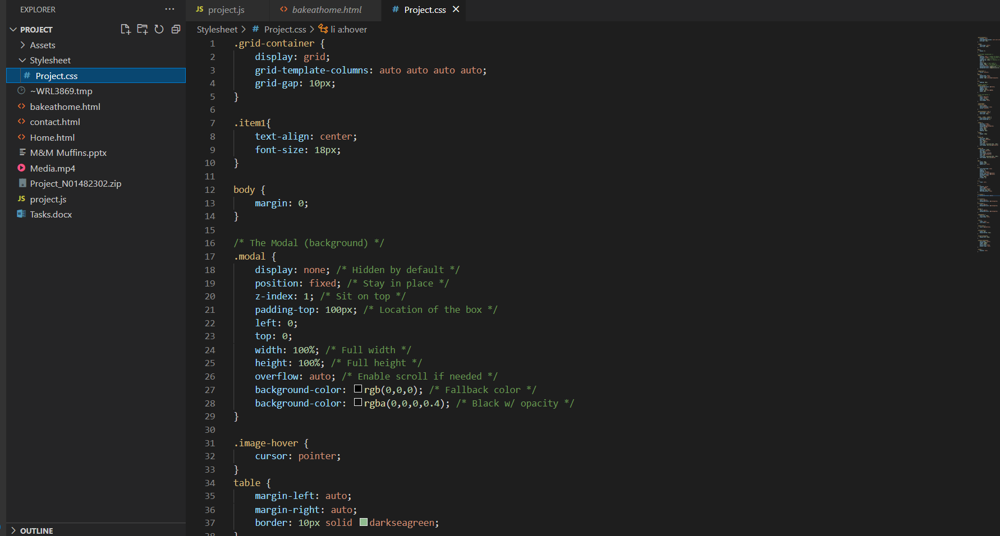 EXPLORER
···
PROJECT
Assets
Stylesheet
# Project.css
~WRL3869.tmp
<> bakeathome.html
<> contact.html
<> Home.html
M&M Muffins.pptx
Media.mp4
Project_N01482302.zip
JS project.js
Tasks.docx
OUTLINE
JS project.js
<> bakeathome.html
# Project.css ×
Stylesheet > # Project.css > li a:hover
1 .grid-container {
2 display: grid;
3 grid-template-columns: auto auto auto auto;
4 grid-gap: 10px;
5 }
6
7 .item1{
8 text-align: center;
9 font-size: 18px;
10 }
11
12 body {
13 margin: 0;
14 }
15
16 /* The Modal (background) */
17 .modal {
18 display: none; /* Hidden by default */
19 position: fixed; /* Stay in place */
20 z-index: 1; /* Sit on top */
21 padding-top: 100px; /* Location of the box */
22 left: 0;
23 top: 0;
24 width: 100%; /* Full width */
25 height: 100%; /* Full height */
26 overflow: auto; /* Enable scroll if needed */
27 background-color: rgb(0,0,0); /* Fallback color */
28 background-color: rgba(0,0,0,0.4); /* Black w/ opacity */
29 }
30
31 .image-hover {
32 cursor: pointer;
33 }
34 table {
35 margin-left: auto;
36 margin-right: auto;
37 border: 10px solid darkseagreen;
38 }